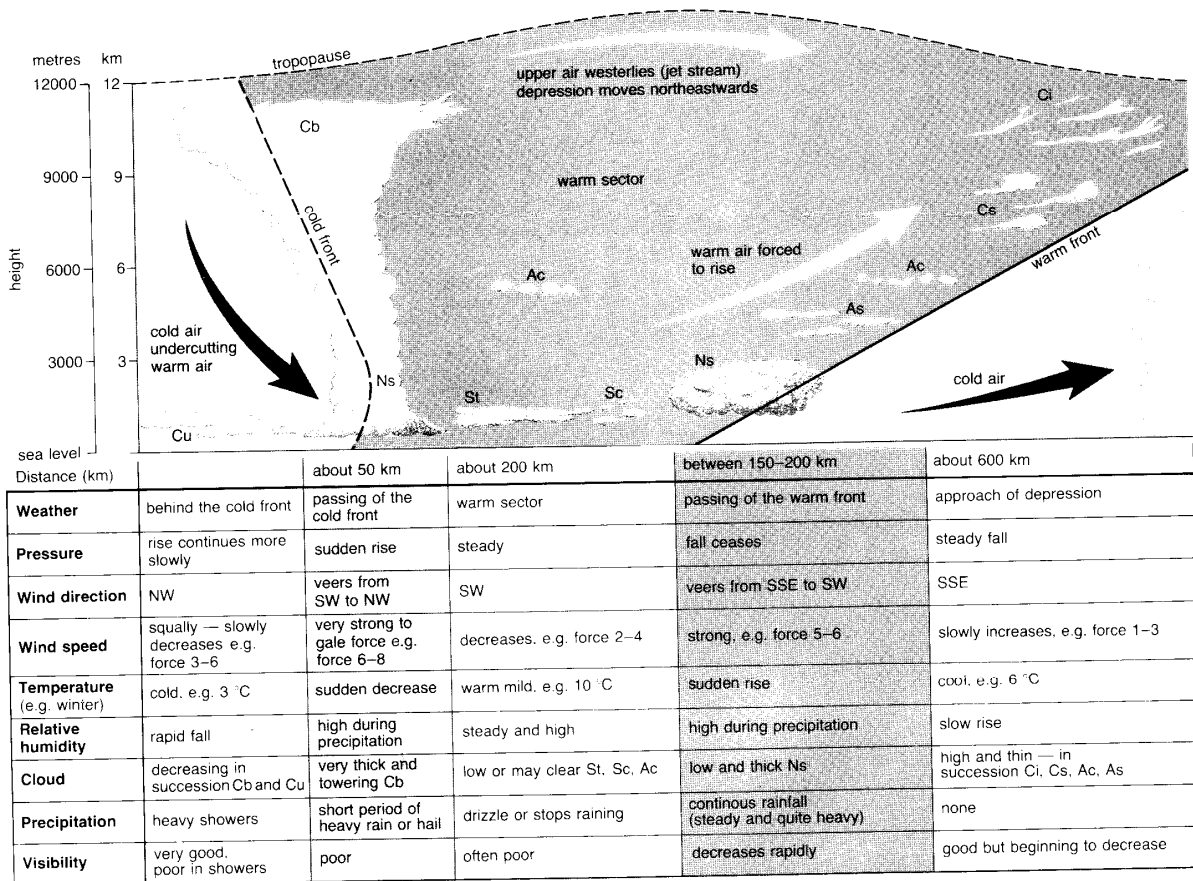 metres km
tropopause
12000 12
upper air westerlies (jet stream)
depression moves northeastwards
Cb
Ci
9000 9
warm sector
cold front
Cs
warm front
height
6000 6
Ac
warm air forced
to rise
Ac
As
cold air
undercutting
warm air
3000 3
Ns
Ns
St
Sc
cold air
Cu
sea level
Distance (km) about 50 km about 200 km between 150–200 km about 600 km
Weather behind the cold front passing of the
cold front warm sector passing of the warm front approach of depression
Pressure rise continues more
slowly sudden rise steady fall ceases steady fall
Wind direction NW veers from
SW to NW SW veers from SSE to SW SSE
Wind speed squally — slowly
decreases e.g.
force 3–6 very strong to
gale force e.g.
force 6–8 decreases. e.g. force 2–4 strong, e.g. force 5–6 slowly increases, e.g. force 1–3
Temperature
(e.g. winter) cold. e.g. 3 °C sudden decrease warm mild. e.g. 10 °C sudden rise cool, e.g. 6 °C
Relative
humidity rapid fall high during
precipitation steady and high high during precipitation slow rise
Cloud decreasing in
succession Cb and Cu very thick and
towering Cb low or may clear St, Sc, Ac low and thick Ns high and thin — in
succession Ci, Cs, Ac, As
Precipitation heavy showers short period of
heavy rain or hail drizzle or stops raining continous rainfall
(steady and quite heavy) none
Visibility very good,
poor in showers poor often poor decreases rapidly good but beginning to decrease